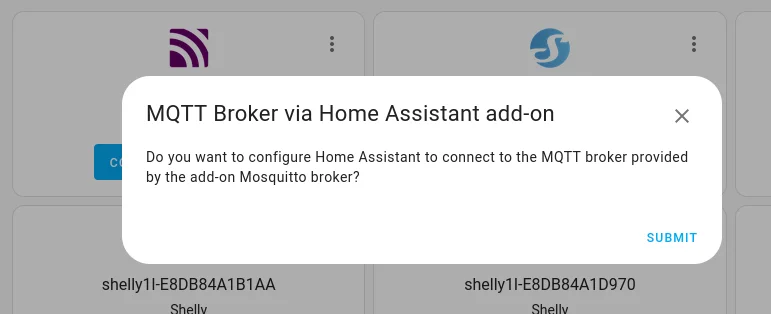 MQTT Broker via Home Assistant add-on
Do you want to configure Home Assistant to connect to the MQTT broker provided
by the add-on Mosquitto broker?
SUBMIT
shelly1l-E8DB84A1B1AA
shelly1l-E8DB84A1D970
Shelly
Shelly